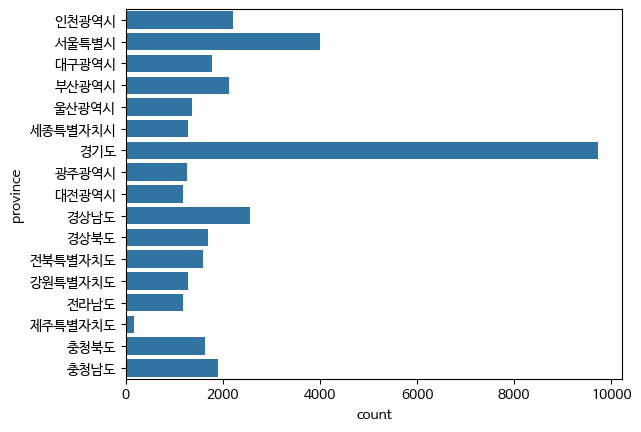 인천광역시
서울특별시
대구광역시
부산광역시
울산광역시
세종특별자치시
경기도
광주광역시
대전광역시
경상남도
경상북도
전북특별자치도
강원특별자치도
전라남도
제주특별자치도
충청북도
충청남도
province
0 2000 4000 6000 8000 10000
count